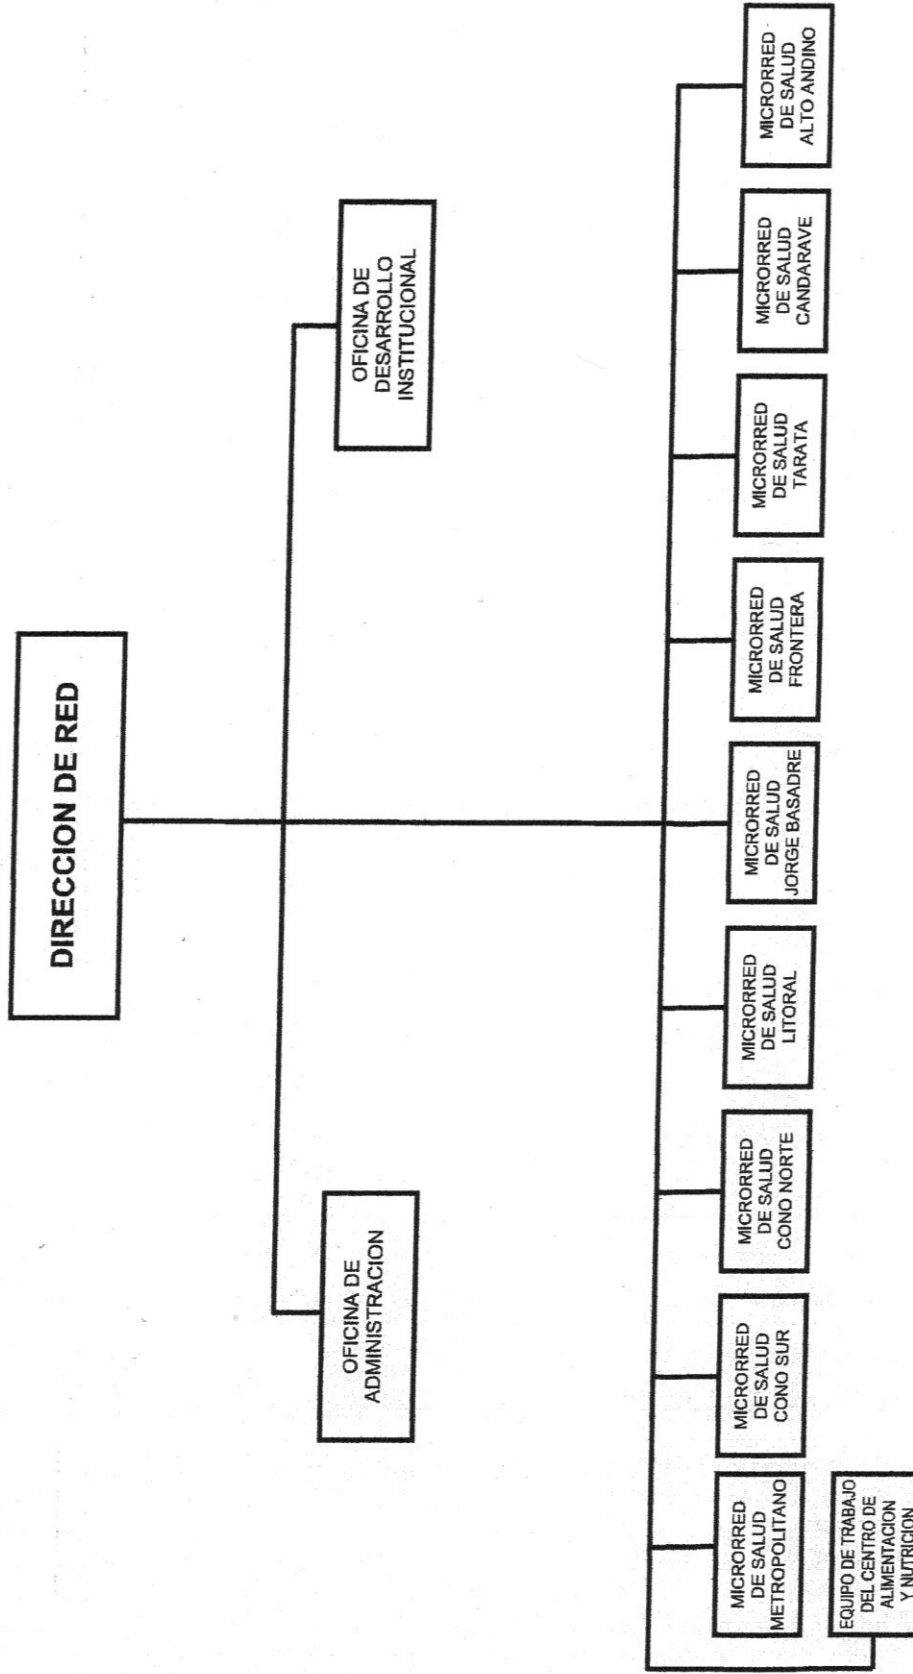 DIRECCION DE RED
OFICINA DE
ADMINISTRACION
OFICINA DE
DESARROLLO
INSTITUCIONAL
MICRORRED
DE SALUD
METROPOLITANO
MICRORRED
DE SALUD
CONO SUR
MICRORRED
DE SALUD
CONO NORTE
MICRORRED
DE SALUD
LITORAL
MICRORRED
DE SALUD
JORGE BASADRE
MICRORRED
DE SALUD
FRONTERA
MICRORRED
DE SALUD
TARATA
MICRORRED
DE SALUD
CANDARAVE
MICRORRED
DE SALUD
ALTO ANDINO
EQUIPO DE TRABAJO
DEL CENTRO DE
ALIMENTACION
Y NUTRICION